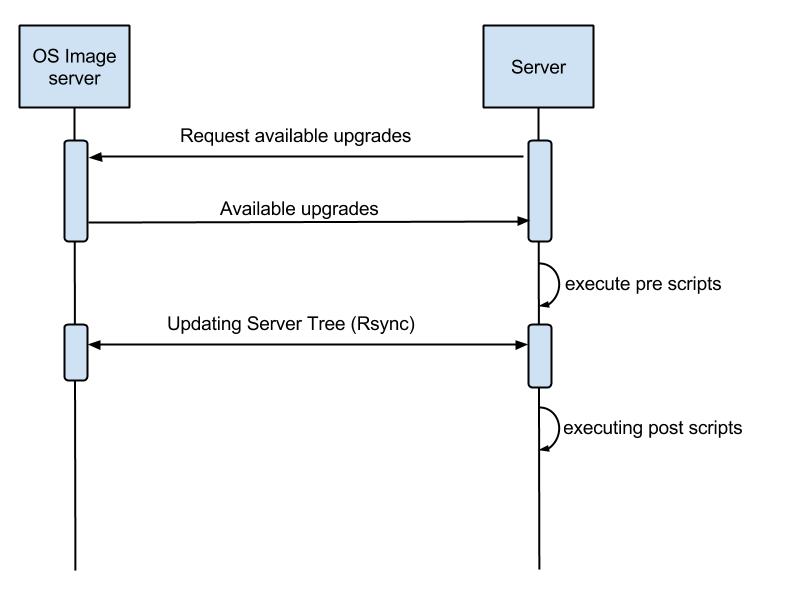 OS Image
server
Server
Request available upgrades
Available upgrades
execute pre scripts
Updating Server Tree (Rsync)
executing post scripts